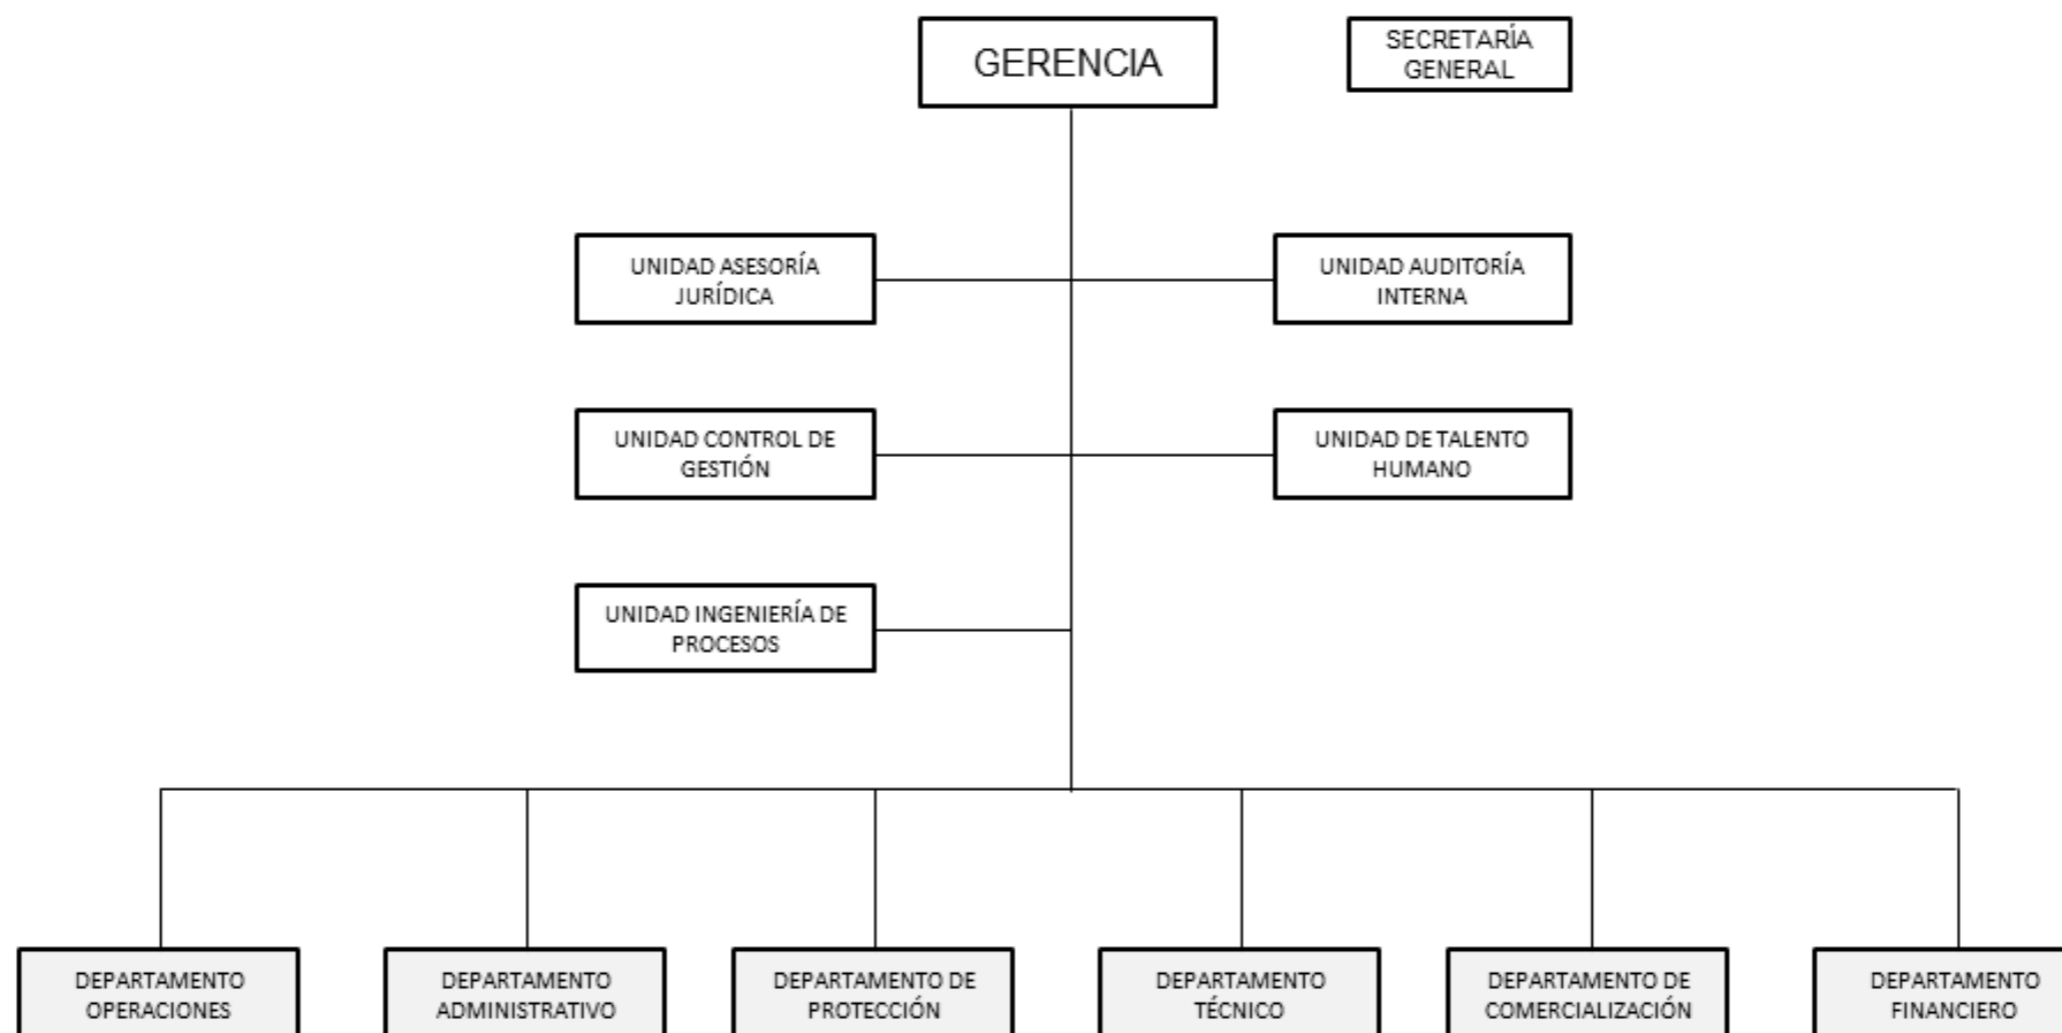 GERENCIA
SECRETARÍA
GENERAL
UNIDAD ASESORÍA
JURÍDICA
UNIDAD AUDITORÍA
INTERNA
UNIDAD CONTROL DE
GESTIÓN
UNIDAD DE TALENTO
HUMANO
UNIDAD INGENIERÍA DE
PROCESOS
DEPARTAMENTO
OPERACIONES
DEPARTAMENTO
ADMINISTRATIVO
DEPARTAMENTO DE
PROTECCIÓN
DEPARTAMENTO
TÉCNICO
DEPARTAMENTO DE
COMERCIALIZACIÓN
DEPARTAMENTO
FINANCIERO